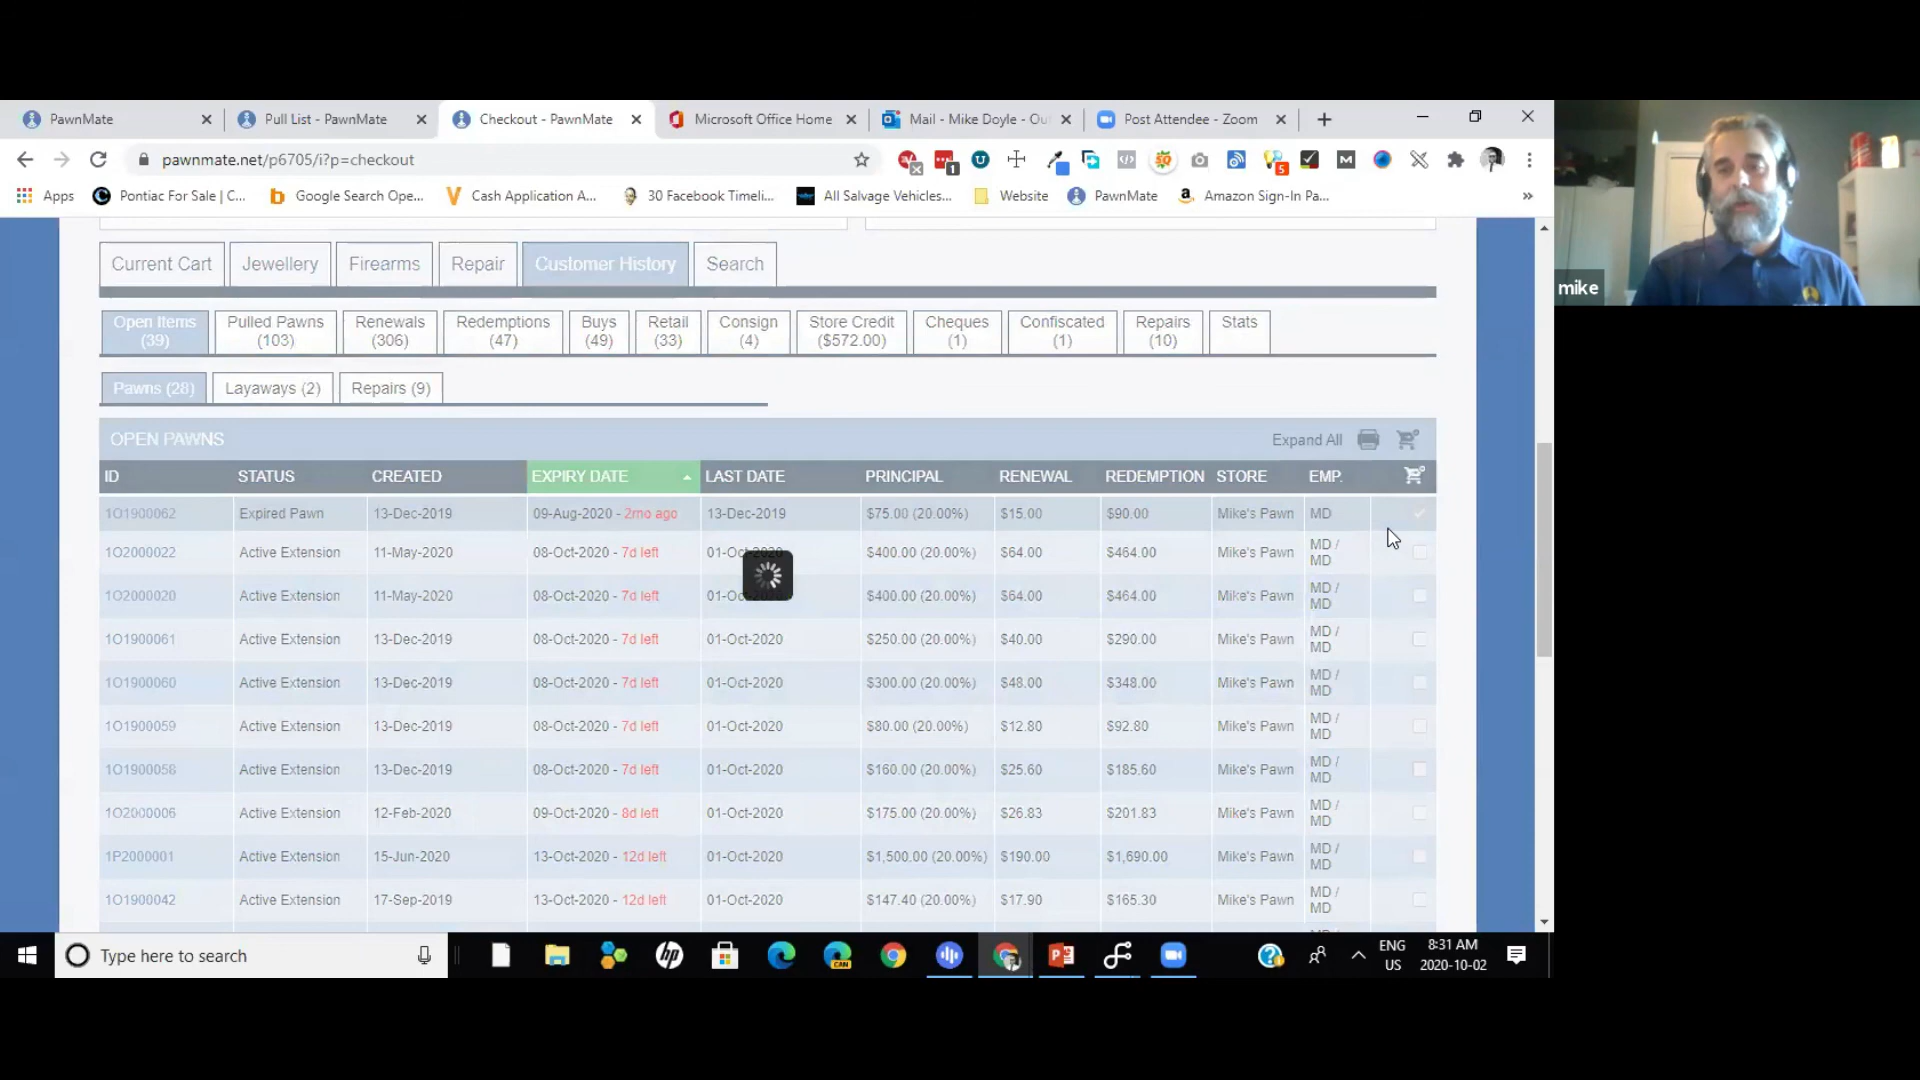 PawnMate
Pull List - PawnMate
Checkout - PawnMate
Microsoft Office Home
Mail - Mike Doyle - Ou
Post Attendee - Zoom
pawnmate.net/p6705/i?p=checkout
Apps
Pontiac For Sale | C...
Google Search Ope...
Cash Application A...
30 Facebook Timeli...
All Salvage Vehicles...
Website
PawnMate
Amazon Sign-In Pa...
mike
Current Cart
Jewellery
Firearms
Repair
Customer History
Search
Open Items (39)
Pulled Pawns (103)
Renewals (306)
Redemptions (47)
Buys (49)
Retail (33)
Consign (4)
Store Credit ($572.00)
Cheques (1)
Confiscated (1)
Repairs (10)
Stats
Pawns (28)
Layaways (2)
Repairs (9)
OPEN PAWNS
Expand All
ID STATUS CREATED EXPIRY DATE LAST DATE PRINCIPAL RENEWAL REDEMPTION STORE EMP.
1O1900062 Expired Pawn 13-Dec-2019 09-Aug-2020 - 2mo ago 13-Dec-2019 $75.00 (20.00%) $15.00 $90.00 Mike's Pawn MD
1O2000022 Active Extension 11-May-2020 08-Oct-2020 - 7d left 01-Oct-2020 $400.00 (20.00%) $64.00 $464.00 Mike's Pawn MD / MD
1O2000020 Active Extension 11-May-2020 08-Oct-2020 - 7d left 01-Oct-2020 $400.00 (20.00%) $64.00 $464.00 Mike's Pawn MD / MD
1O1900061 Active Extension 13-Dec-2019 08-Oct-2020 - 7d left 01-Oct-2020 $250.00 (20.00%) $40.00 $290.00 Mike's Pawn MD / MD
1O1900060 Active Extension 13-Dec-2019 08-Oct-2020 - 7d left 01-Oct-2020 $300.00 (20.00%) $48.00 $348.00 Mike's Pawn MD / MD
1O1900059 Active Extension 13-Dec-2019 08-Oct-2020 - 7d left 01-Oct-2020 $80.00 (20.00%) $12.80 $92.80 Mike's Pawn MD / MD
1O1900058 Active Extension 13-Dec-2019 08-Oct-2020 - 7d left 01-Oct-2020 $160.00 (20.00%) $25.60 $185.60 Mike's Pawn MD / MD
1O2000006 Active Extension 12-Feb-2020 09-Oct-2020 - 8d left 01-Oct-2020 $175.00 (20.00%) $26.83 $201.83 Mike's Pawn MD / MD
1P2000001 Active Extension 15-Jun-2020 13-Oct-2020 - 12d left 01-Oct-2020 $1,500.00 (20.00%) $190.00 $1,690.00 Mike's Pawn MD / MD
1O1900042 Active Extension 17-Sep-2019 13-Oct-2020 - 12d left 01-Oct-2020 $147.40 (20.00%) $17.90 $165.30 Mike's Pawn MD / MD
Type here to search
ENG US
8:31 AM
2020-10-02